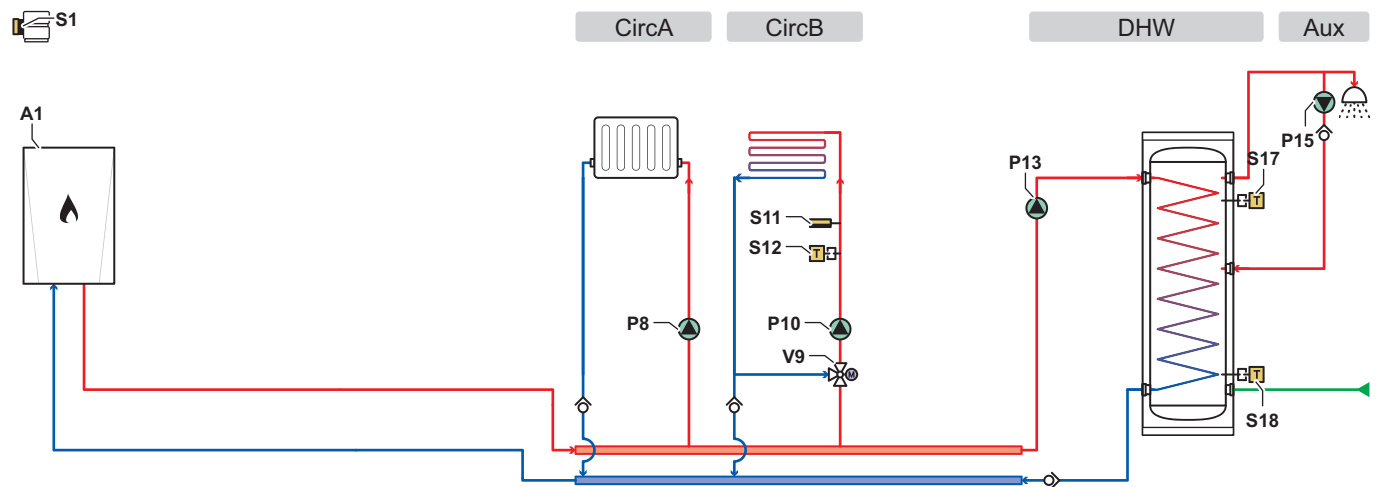 S1
CircA
CircB
DHW
Aux
A1
P15
S17
P13
S11
T
S12
T
P8
P10
V9
M
T
S18